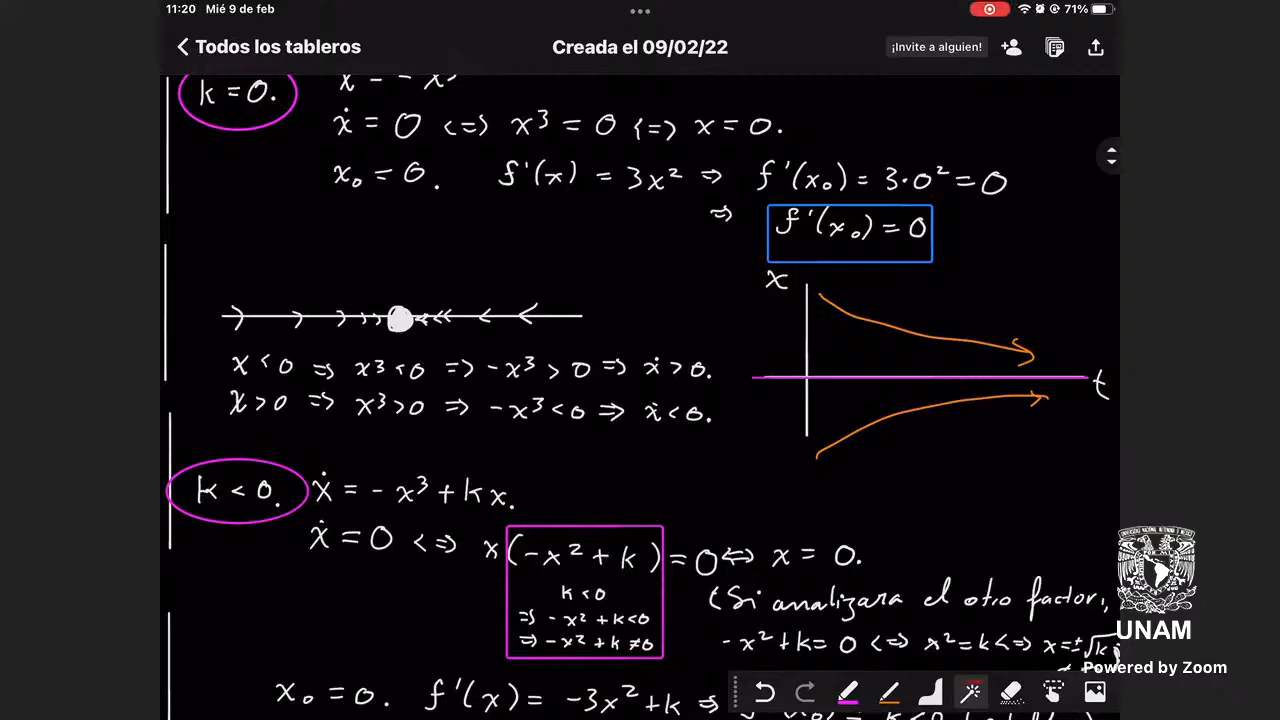 11:20 Mié 9 de feb
71%
Todos los tableros
Creada el 09/02/22
¡Invite a alguien!
k = 0.
ẋ = - x³
ẋ = 0 <=> x³ = 0 <=> x = 0.
x₀ = 0. f'(x) = 3x² => f'(x₀) = 3·0² = 0
=> f'(x₀) = 0
x
t
x < 0 => x³ < 0 => -x³ > 0 => ẋ > 0.
x > 0 => x³ > 0 => -x³ < 0 => ẋ < 0.
k < 0. ẋ = - x³ + k x.
ẋ = 0 <=> x (-x² + k) = 0 <=> x = 0.
k < 0
=> -x² + k < 0
=> -x² + k ≠ 0
(Si analizara el otro factor,
-x² + k = 0 <=> x² = k <=> x = ±√k
x₀ = 0. f'(x) = -3x² + k =>
UNAM
Powered by Zoom